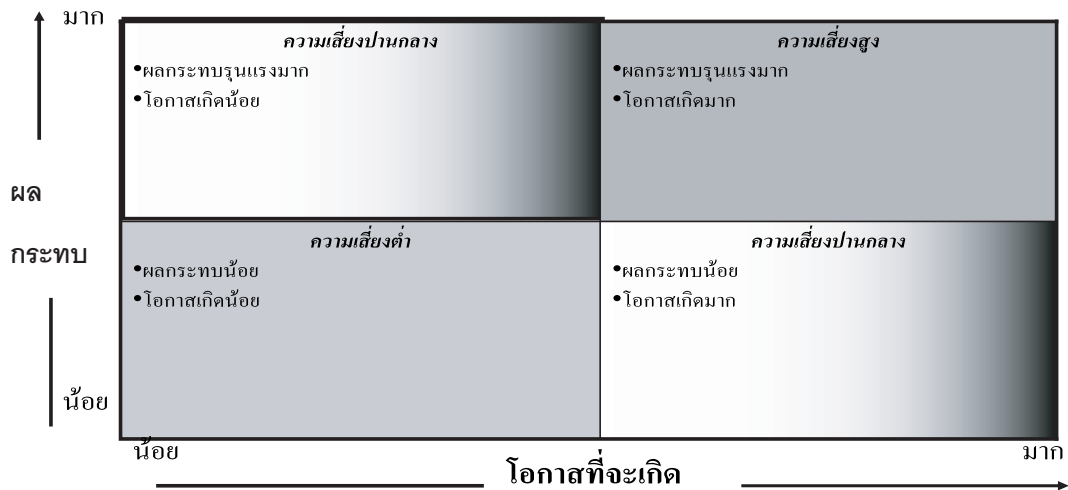 มาก
ความเสี่ยงปานกลาง
•ผลกระทบรุนแรงมาก
•โอกาสเกิดน้อย
ความเสี่ยงสูง
•ผลกระทบรุนแรงมาก
•โอกาสเกิดมาก
ผล
กระทบ
ความเสี่ยงต่ำ
•ผลกระทบน้อย
•โอกาสเกิดน้อย
ความเสี่ยงปานกลาง
•ผลกระทบน้อย
•โอกาสเกิดมาก
น้อย
น้อย
มาก
โอกาสที่จะเกิด